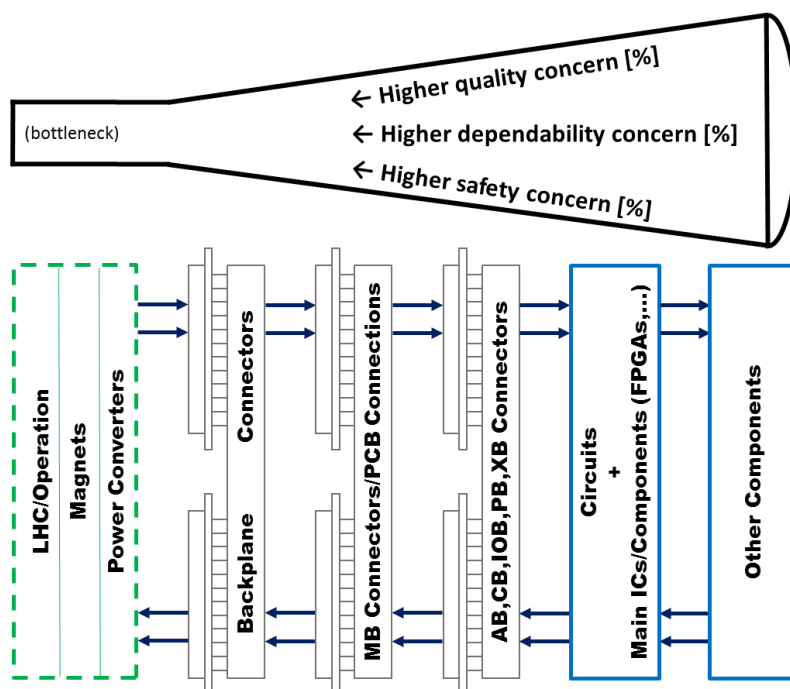 ← Higher quality concern [%]
(bottleneck)
← Higher dependability concern [%]
← Higher safety concern [%]
LHC/Operation
Magnets
Power Converters
Backplane Connectors
MB Connectors/PCB Connections
AB,CB,IOB,PB,XB Connectors
Circuits
+
Main ICs/Components (FPGAs,...)
Other Components